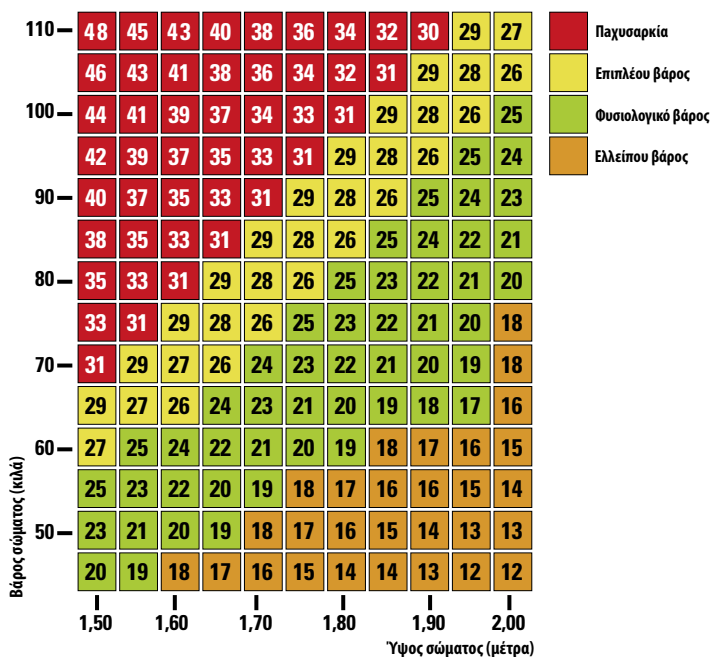 110 48 45 43 40 38 36 34 32 30 29 27
46 43 41 38 36 34 32 31 29 28 26
100 44 41 39 37 34 33 31 29 28 26 25
42 39 37 35 33 31 29 28 26 25 24
90 40 37 35 33 31 29 28 26 25 24 23
38 35 33 31 29 28 26 25 24 22 21
80 35 33 31 29 28 26 25 23 22 21 20
33 31 29 28 26 25 23 22 21 20 18
70 31 29 27 26 24 23 22 21 20 19 18
29 27 26 24 23 21 20 19 18 17 16
60 27 25 24 22 21 20 19 18 17 16 15
25 23 22 20 19 18 17 16 16 15 14
50 23 21 20 19 18 17 16 15 14 13 13
20 19 18 17 16 15 14 14 13 12 12
1,50 1,60 1,70 1,80 1,90 2,00
Ύψος σώματος (μέτρα)
Βάρος σώματος (κιλά)
Παχυσαρκία
Επιπλέου βάρος
Φυσιολογικό βάρος
Ελλείπου βάρος